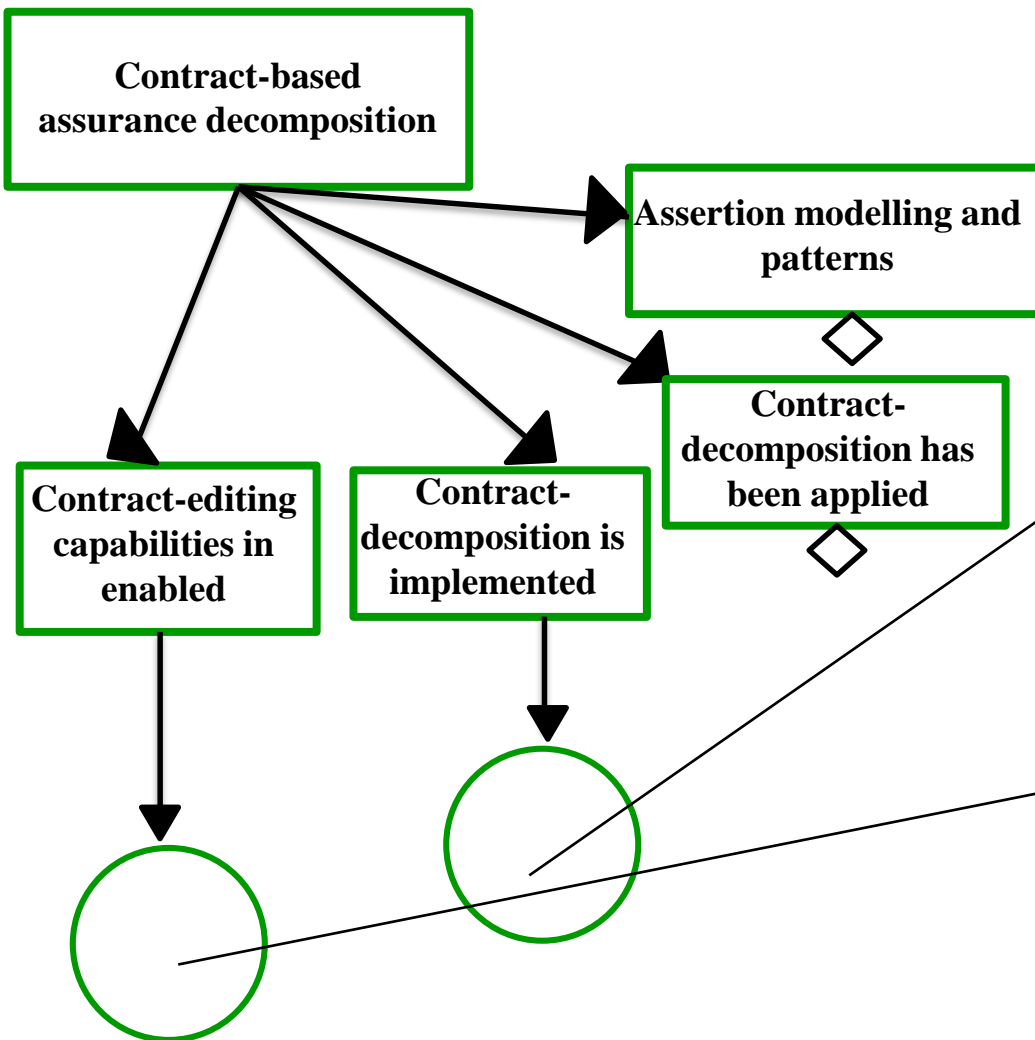 Contract-based
assurance decomposition
Assertion modelling and
patterns
Contract-
decomposition has
been applied
Contract-editing
capabilities in
enabled
Contract-
decomposition is
implemented